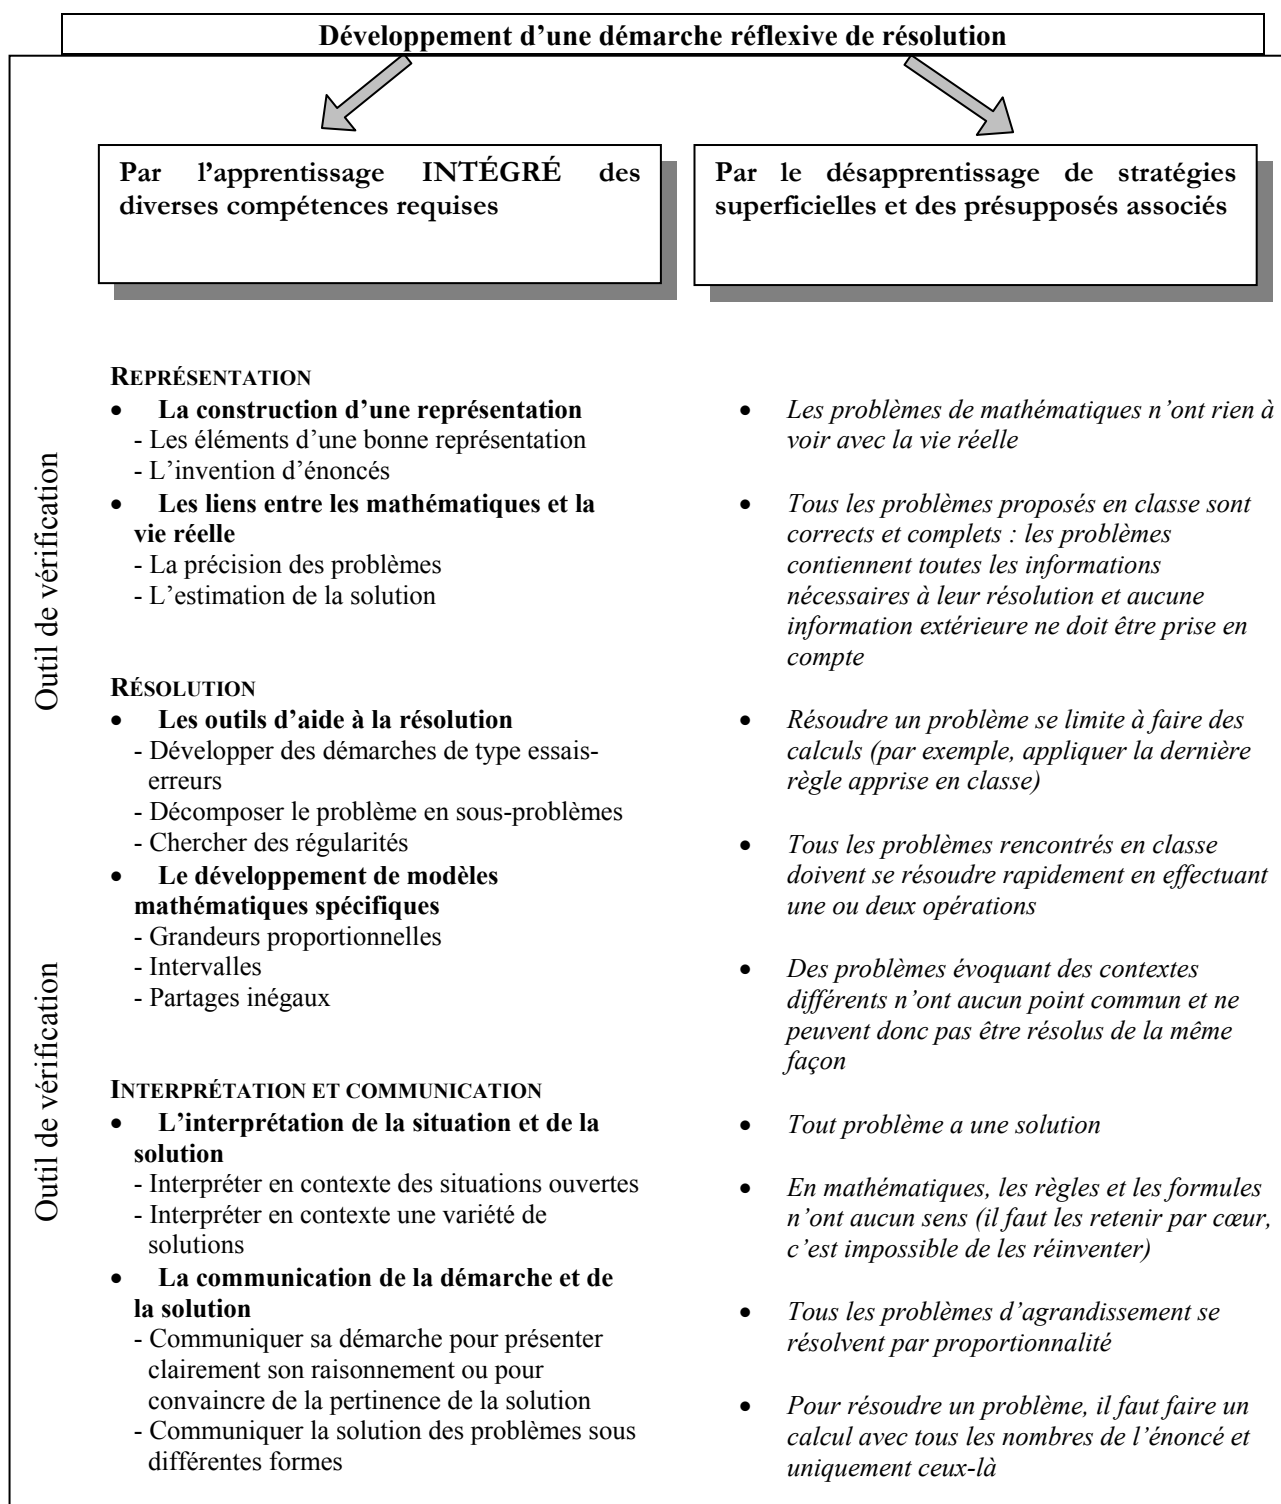 Développement d’une démarche réflexive de résolution
Par l’apprentissage INTÉGRÉ des
diverses compétences requises
Par le désapprentissage de stratégies
superficielles et des présupposés associés
Outil de vérification
Outil de vérification
REPRÉSENTATION
• La construction d’une représentation
- Les éléments d’une bonne représentation
- L’invention d’énoncés
• Les liens entre les mathématiques et la
vie réelle
- La précision des problèmes
- L’estimation de la solution
RÉSOLUTION
• Les outils d’aide à la résolution
- Développer des démarches de type essais-
erreurs
- Décomposer le problème en sous-problèmes
- Chercher des régularités
• Le développement de modèles
mathématiques spécifiques
- Grandeurs proportionnelles
- Intervalles
- Partages inégaux
INTERPRÉTATION ET COMMUNICATION
• L’interprétation de la situation et de la
solution
- Interpréter en contexte des situations ouvertes
- Interpréter en contexte une variété de
solutions
• La communication de la démarche et de
la solution
- Communiquer sa démarche pour présenter
clairement son raisonnement ou pour
convaincre de la pertinence de la solution
- Communiquer la solution des problèmes sous
différentes formes
• Les problèmes de mathématiques n’ont rien à
voir avec la vie réelle
• Tous les problèmes proposés en classe sont
corrects et complets : les problèmes
contiennent toutes les informations
nécessaires à leur résolution et aucune
information extérieure ne doit être prise en
compte
• Résoudre un problème se limite à faire des
calculs (par exemple, appliquer la dernière
règle apprise en classe)
• Tous les problèmes rencontrés en classe
doivent se résoudre rapidement en effectuant
une ou deux opérations
• Des problèmes évoquant des contextes
différents n’ont aucun point commun et ne
peuvent donc pas être résolus de la même
façon
• Tout problème a une solution
• En mathématiques, les règles et les formules
n’ont aucun sens (il faut les retenir par cœur,
c’est impossible de les réinventer)
• Tous les problèmes d’agrandissement se
résolvent par proportionnalité
• Pour résoudre un problème, il faut faire un
calcul avec tous les nombres de l’énoncé et
uniquement ceux-là